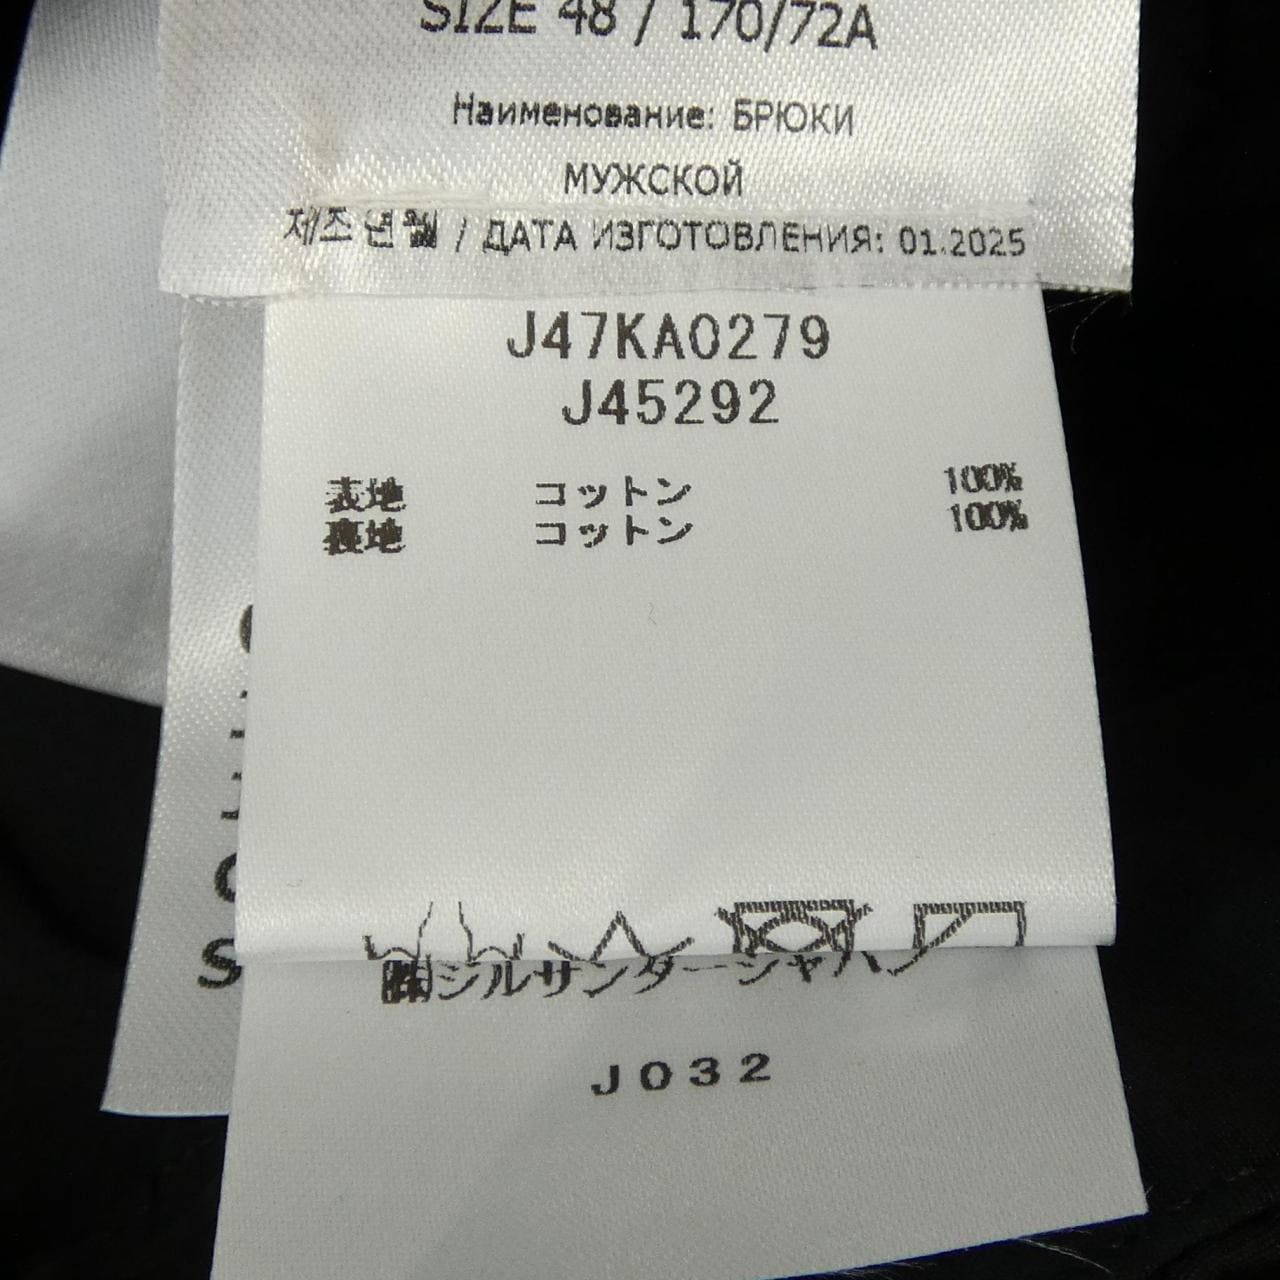 SIZE 48 / 170/72A
Наименование: БРЮКИ
МУЖСКОЙ
제조년월 / ДАТА ИЗГОТОВЛЕНИЯ: 01.2025
J47KA0279
J45292
表地 コットン 100%
裏地 コットン 100%
㈱ジルサンダージャパン
J032